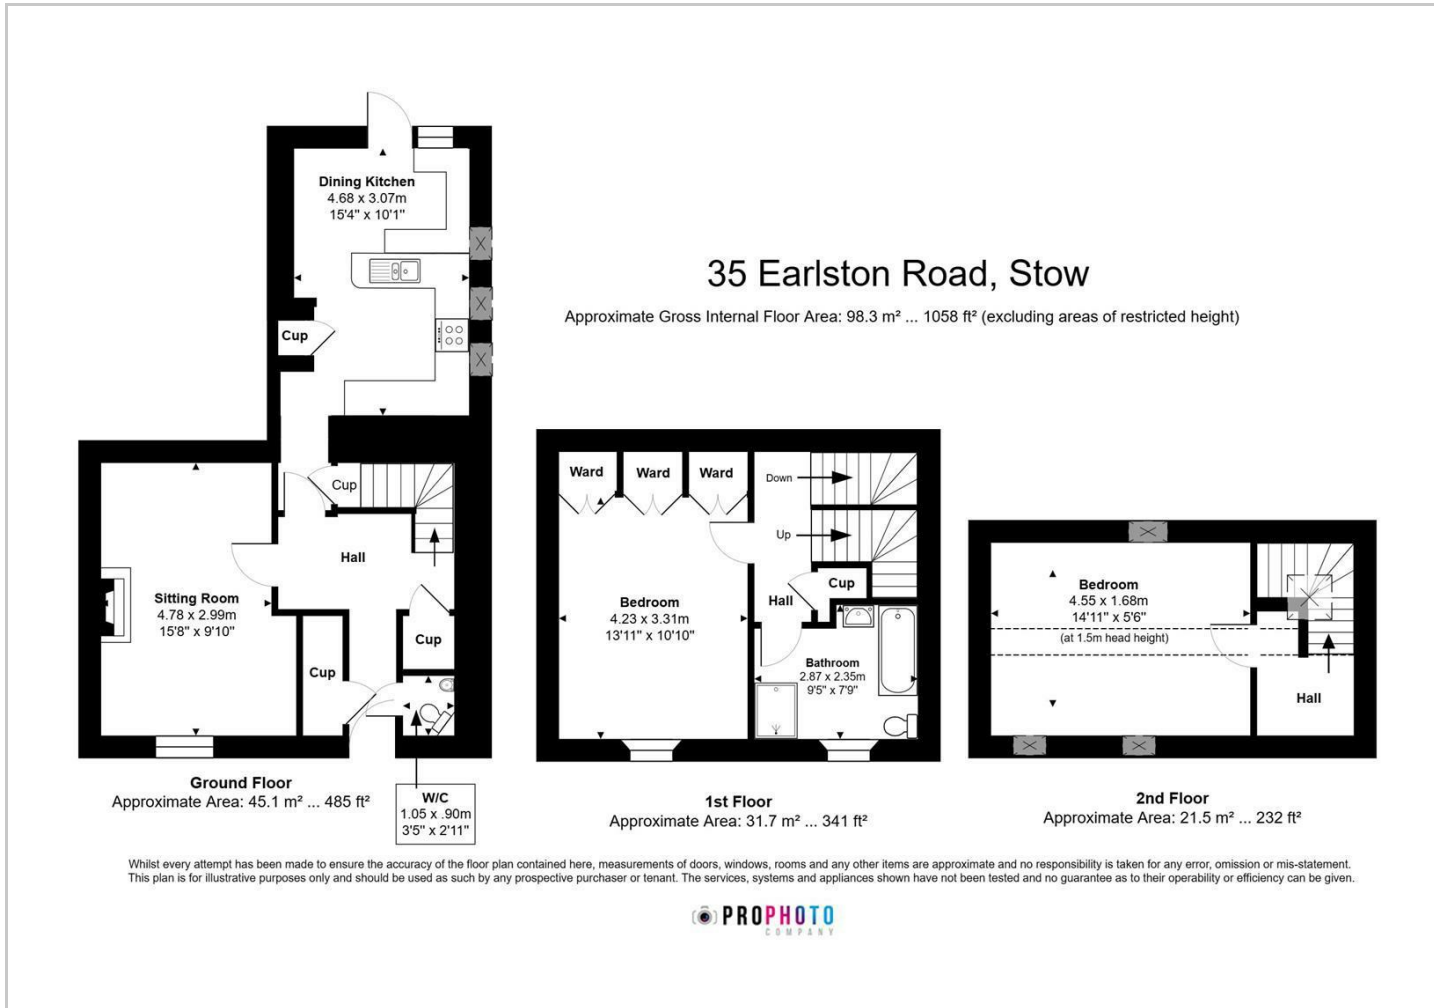 35 Earlston Road, Stow
Approximate Gross Internal Floor Area: 98.3 m² ... 1058 ft² (excluding areas of restricted height)
Dining Kitchen
4.68 x 3.07m
15'4" x 10'1"
Cup
Cup
Hall
Sitting Room
4.78 x 2.99m
15'8" x 9'10"
Cup
Cup
W/C
1.05 x .90m
3'5" x 2'11"
Ground Floor
Approximate Area: 45.1 m² ... 485 ft²
Ward
Ward
Ward
Down
Up
Cup
Hall
Bedroom
4.23 x 3.31m
13'11" x 10'10"
Bathroom
2.87 x 2.35m
9'5" x 7'9"
1st Floor
Approximate Area: 31.7 m² ... 341 ft²
Bedroom
4.55 x 1.68m
14'11" x 5'6"
(at 1.5m head height)
Hall
2nd Floor
Approximate Area: 21.5 m² ... 232 ft²
Whilst every attempt has been made to ensure the accuracy of the floor plan contained here, measurements of doors, windows, rooms and any other items are approximate and no responsibility is taken for any error, omission or mis-statement.
This plan is for illustrative purposes only and should be used as such by any prospective purchaser or tenant. The services, systems and appliances shown have not been tested and no guarantee as to their operability or efficiency can be given.
PROPHOTO
COMPANY